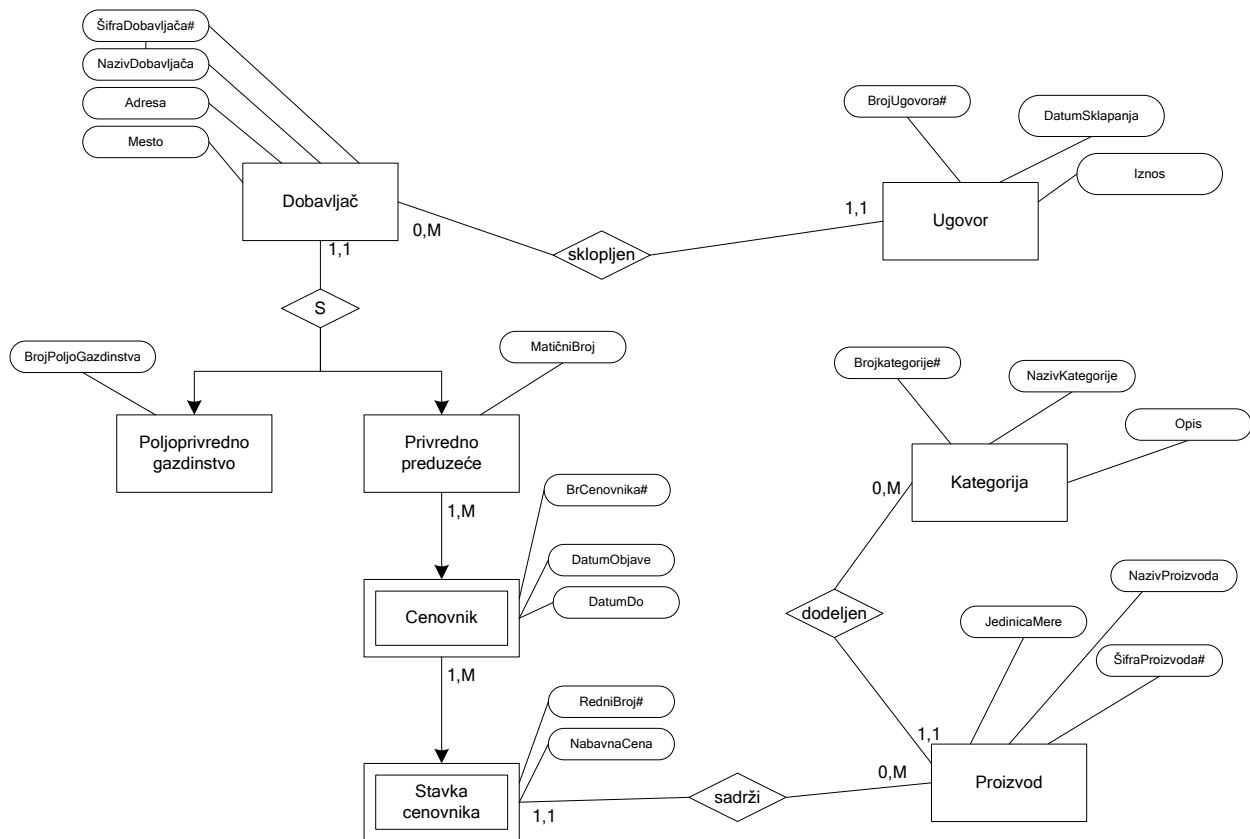 ŠifraDobavljača#
NazivDobavljača
Adresa
Mesto
Dobavljač
0,M
1,1
BrojUgovora#
DatumSklapanja
Iznos
1,1
Ugovor
sklopljen
S
BrojPoljoGazdinstva
MatičniBroj
Poljoprivredno
gazdinstvo
Privredno
preduzeće
1,M
BrCenovnika#
DatumObjave
DatumDo
Cenovnik
1,M
RedniBroj#
NabavnaCena
Stavka
cenovnika
1,1
sadrži
0,M
Brojkategorije#
NazivKategorije
Opis
0,M
Kategorija
dodeljen
JedinicaMere
NazivProizvoda
ŠifraProizvoda#
1,1
Proizvod